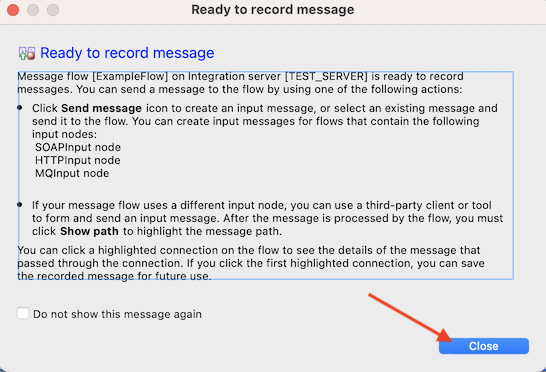 Ready to record message
Ready to record message
Message flow [ExampleFlow] on Integration server [TEST_SERVER] is ready to record
messages. You can send a message to the flow by using one of the following actions:
• Click Send message icon to create an input message, or select an existing message and
send it to the flow. You can create input messages for flows that contain the following
input nodes:
SOAPInput node
HTTPInput node
MQInput node
• If your message flow uses a different input node, you can use a third-party client or tool
to form and send an input message. After the message is processed by the flow, you must
click Show path to highlight the message path.
You can click a highlighted connection on the flow to see the details of the message that
passed through the connection. If you click the first highlighted connection, you can save
the recorded message for future use.
Do not show this message again
Close